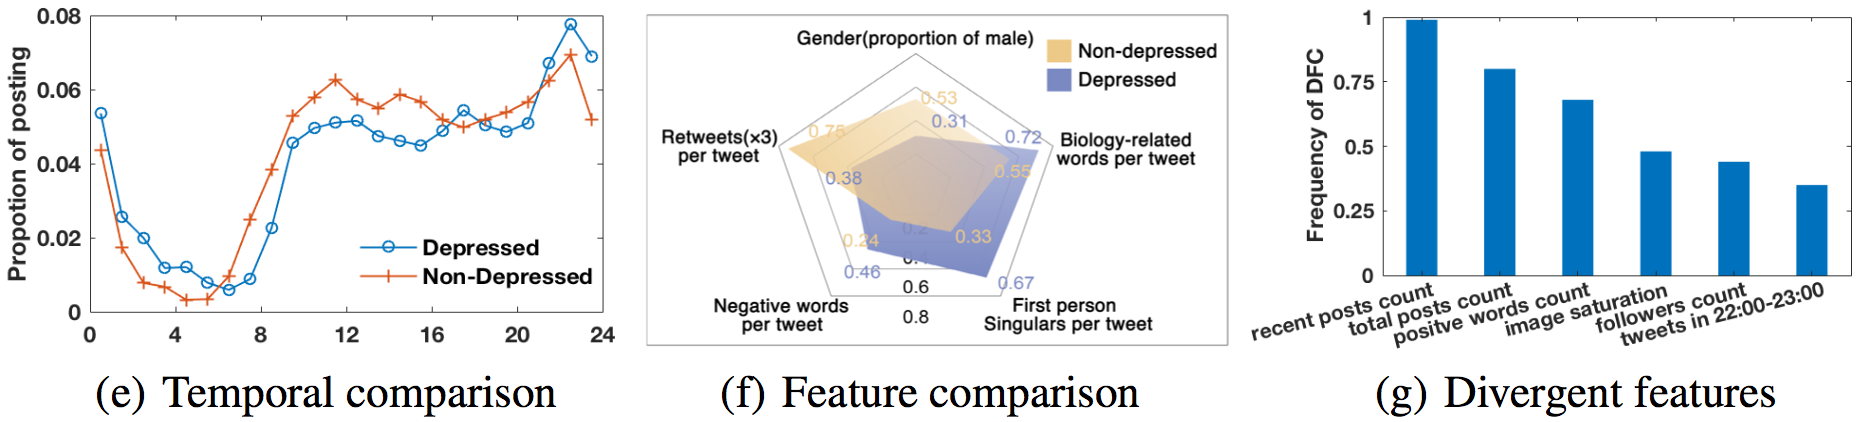 0.08
0.06
0.04
0.02
0
Propotion of posting
Depressed
Non-Depressed
0 4 8 12 16 20 24
(e) Temporal comparison
Gender(proportion of male)
Non-depressed
Depressed
0.53
0.31
0.75
0.72
Retweets(×3)
per tweet
Biology-related
words per tweet
0.38
0.55
0.2
0.33
0.24
0.46
0.67
0.6
0.8
Negative words
per tweet
First person
Singulars per tweet
(f) Feature comparison
1
0.75
0.5
0.25
0
Frequency of DFC
recent posts count
total posts count
positve words count
image saturation
followers count
tweets in 22:00-23:00
(g) Divergent features